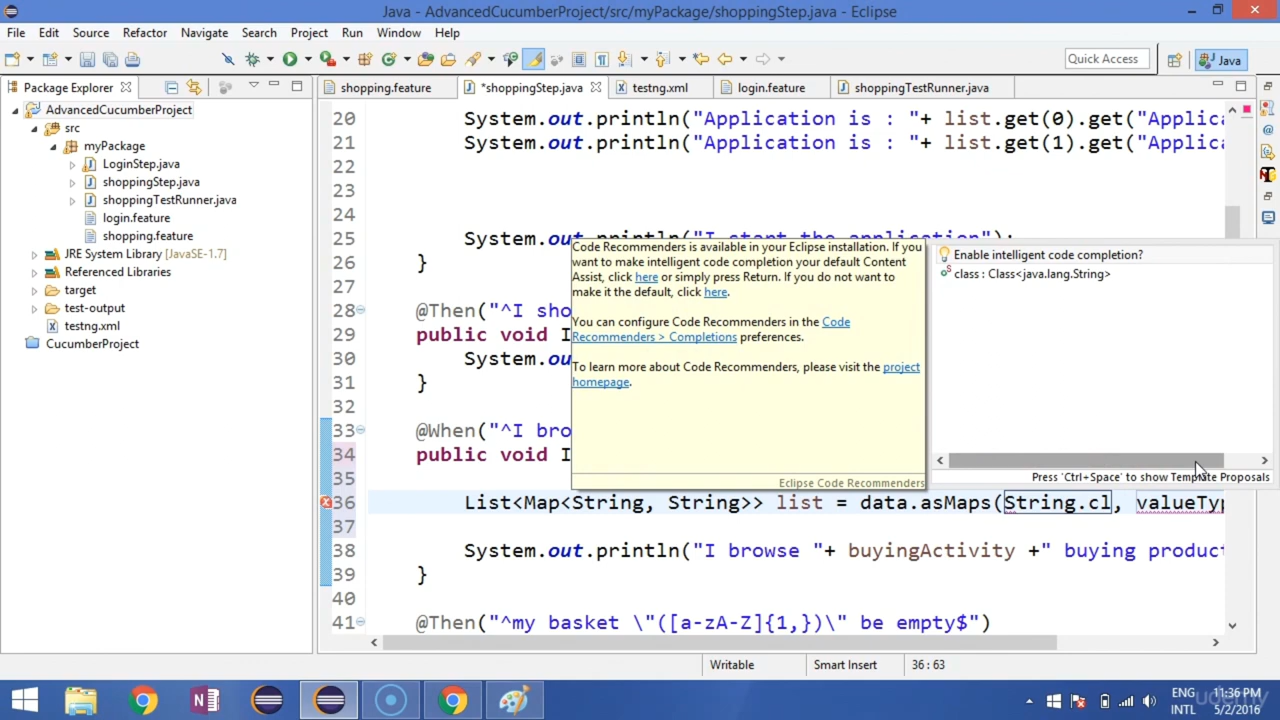 Java - AdvancedCucumberProject/src/myPackage/shoppingStep.java - Eclipse
File Edit Source Refactor Navigate Search Project Run Window Help
Quick Access Java
Package Explorer
shopping.feature *shoppingStep.java testng.xml login.feature shoppingTestRunner.java
AdvancedCucumberProject
src
myPackage
LoginStep.java
shoppingStep.java
shoppingTestRunner.java
login.feature
shopping.feature
JRE System Library [JavaSE-1.7]
Referenced Libraries
target
test-output
testng.xml
CucumberProject
20 System.out.println("Application is : "+ list.get(0).get("Applica
21 System.out.println("Application is : "+ list.get(1).get("Applica
22
23
24
25 System.out.println("I start the application");
26 }
27
28 @Then("^I sho
29 public void I
30 System.ou
31 }
32
33 @When("^I bro
34 public void I
35
36 List<Map<String, String>> list = data.asMaps(String.cl, valueTyp
37
38 System.out.println("I browse "+ buyingActivity +" buying product
39 }
40
41 @Then("^my basket \"([a-zA-Z]{1,})\" be empty$")
Code Recommenders is available in your Eclipse installation. If you
want to make intelligent code completion your default Content
Assist, click here or simply press Return. If you do not want to
make it the default, click here.
You can configure Code Recommenders in the Code
Recommenders > Completions preferences.
To learn more about Code Recommenders, please visit the project
homepage.
Eclipse Code Recommenders
Enable intelligent code completion?
class : Class<java.lang.String>
Press 'Ctrl+Space' to show Template Proposals
Writable Smart Insert 36 : 63
ENG 11:36 PM
INTL 5/2/2016
udemy